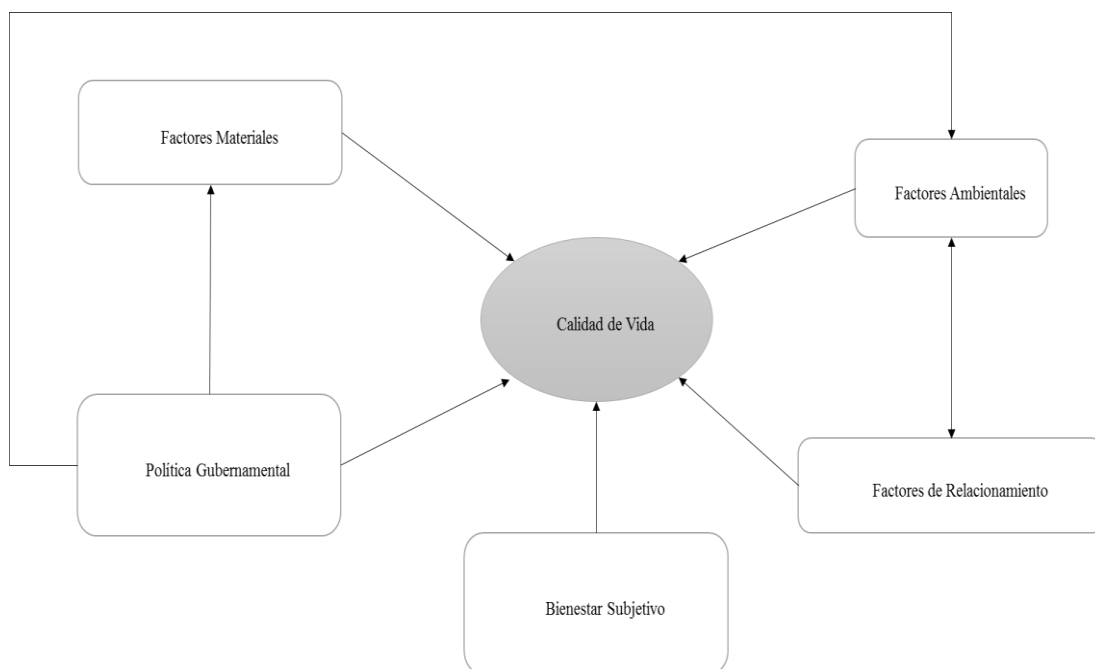 Factores Materiales
Factores Ambientales
Calidad de Vida
Política Gubernamental
Factores de Relacionamiento
Bienestar Subjetivo